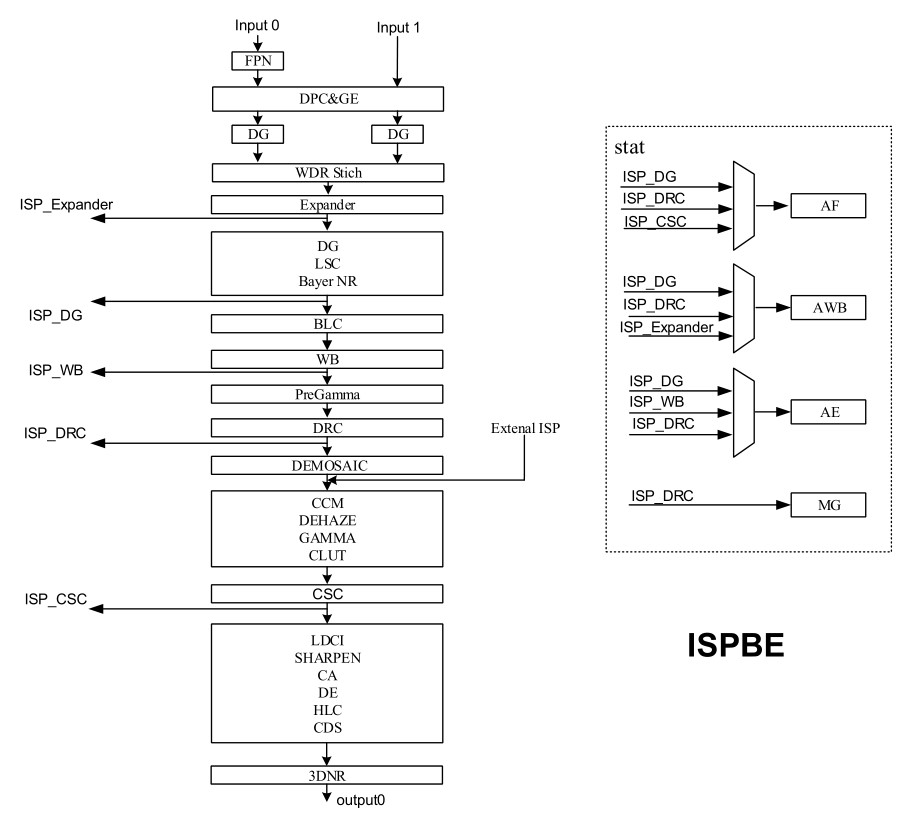 Input 0
Input 1
FPN
DPC&GE
DG
DG
WDR Stich
Expander
ISP_Expander
DG
LSC
Bayer NR
ISP_DG
BLC
WB
ISP_WB
PreGamma
DRC
ISP_DRC
Extenal ISP
DEMOSAIC
CCM
DEHAZE
GAMMA
CLUT
CSC
ISP_CSC
LDCI
SHARPEN
CA
DE
HLC
CDS
3DNR
output0
stat
ISP_DG
ISP_DRC
ISP_CSC
AF
ISP_DG
ISP_DRC
ISP_Expander
AWB
ISP_DG
ISP_WB
ISP_DRC
AE
ISP_DRC
MG
ISPBE